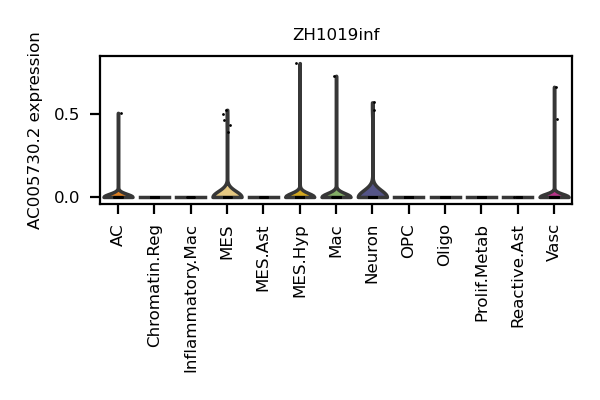 ZH1019inf
AC005730.2 expression
0.5
0.0
AC
Chromatin.Reg
Inflammatory.Mac
MES
MES.Ast
MES.Hyp
Mac
Neuron
OPC
Oligo
Prolif.Metab
Reactive.Ast
Vasc